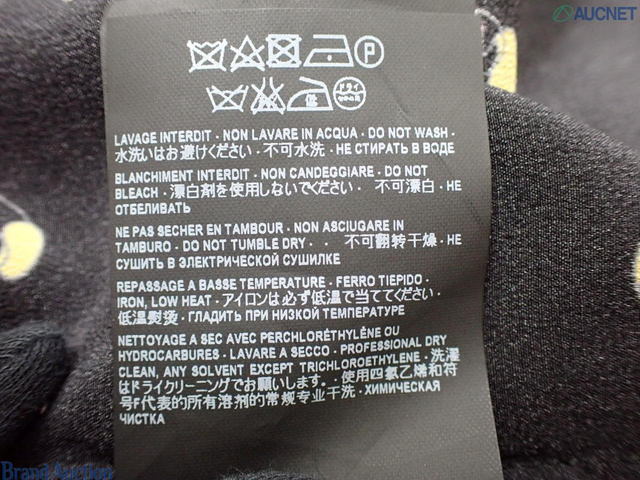 AUCNET
P
ドライ
セキユ系
LAVAGE INTERDIT · NON LAVARE IN ACQUA · DO NOT WASH ·
水洗いはお避けください · 不可水洗 · НЕ СТИРАТЬ В ВОДЕ
BLANCHIMENT INTERDIT · NON CANDEGGIARE · DO NOT
BLEACH · 漂白剤を使用しないでください · 不可漂白 · НЕ
ОТБЕЛИВАТЬ
NE PAS SECHER EN TAMBOUR · NON ASCIUGARE IN
TAMBURO · DO NOT TUMBLE DRY · · 不可翻转干燥 · НЕ
СУШИТЬ В ЭЛЕКТРИЧЕСКОЙ СУШИЛКЕ
REPASSAGE A BASSE TEMPERATURE · FERRO TIEPIDO ·
IRON, LOW HEAT · アイロンは必ず低温で当ててください ·
低温熨烫 · ГЛАДИТЬ ПРИ НИЗКОЙ ТЕМПЕРАТУРЕ
NETTOYAGE A SEC AVEC PERCHLORÉTHYLÈNE OU
HYDROCARBURES · LAVARE A SECCO · PROFESSIONAL DRY
CLEAN, ANY SOLVENT EXCEPT TRICHLOROETHYLENE · 洗濯
はドライクリーニングでお願いします · 使用四氯乙烯和符
号F代表的所有溶剂的常规专业干洗 · ХИМИЧЕСКАЯ
ЧИСТКА
Brand Auction